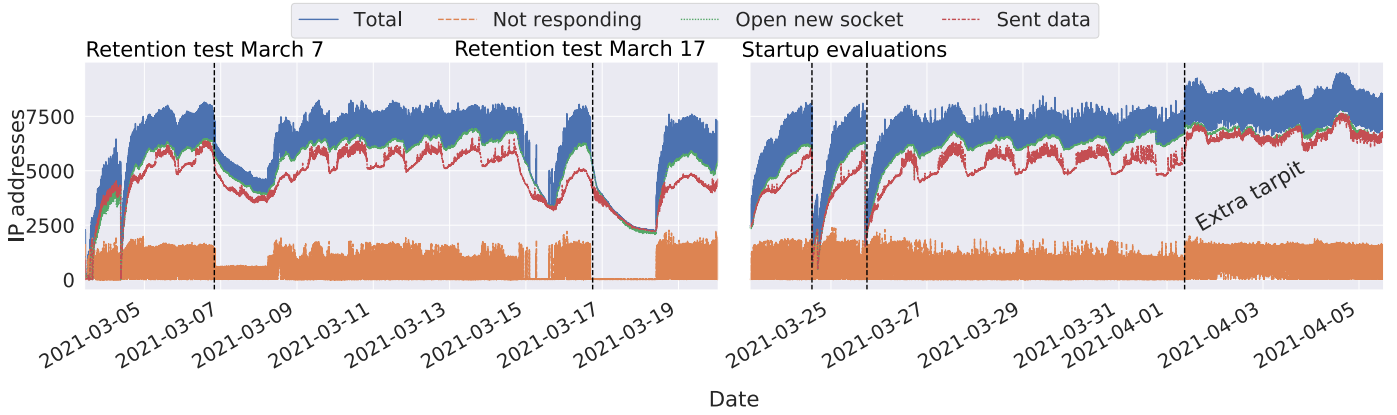 Total Not responding Open new socket Sent data
Retention test March 7 Retention test March 17 Startup evaluations
IP addresses
7500
5000
2500
0
Extra tarpit
2021-03-05 2021-03-07 2021-03-09 2021-03-11 2021-03-13 2021-03-15 2021-03-17 2021-03-19 2021-03-25 2021-03-27 2021-03-29 2021-03-31 2021-04-01 2021-04-03 2021-04-05
Date